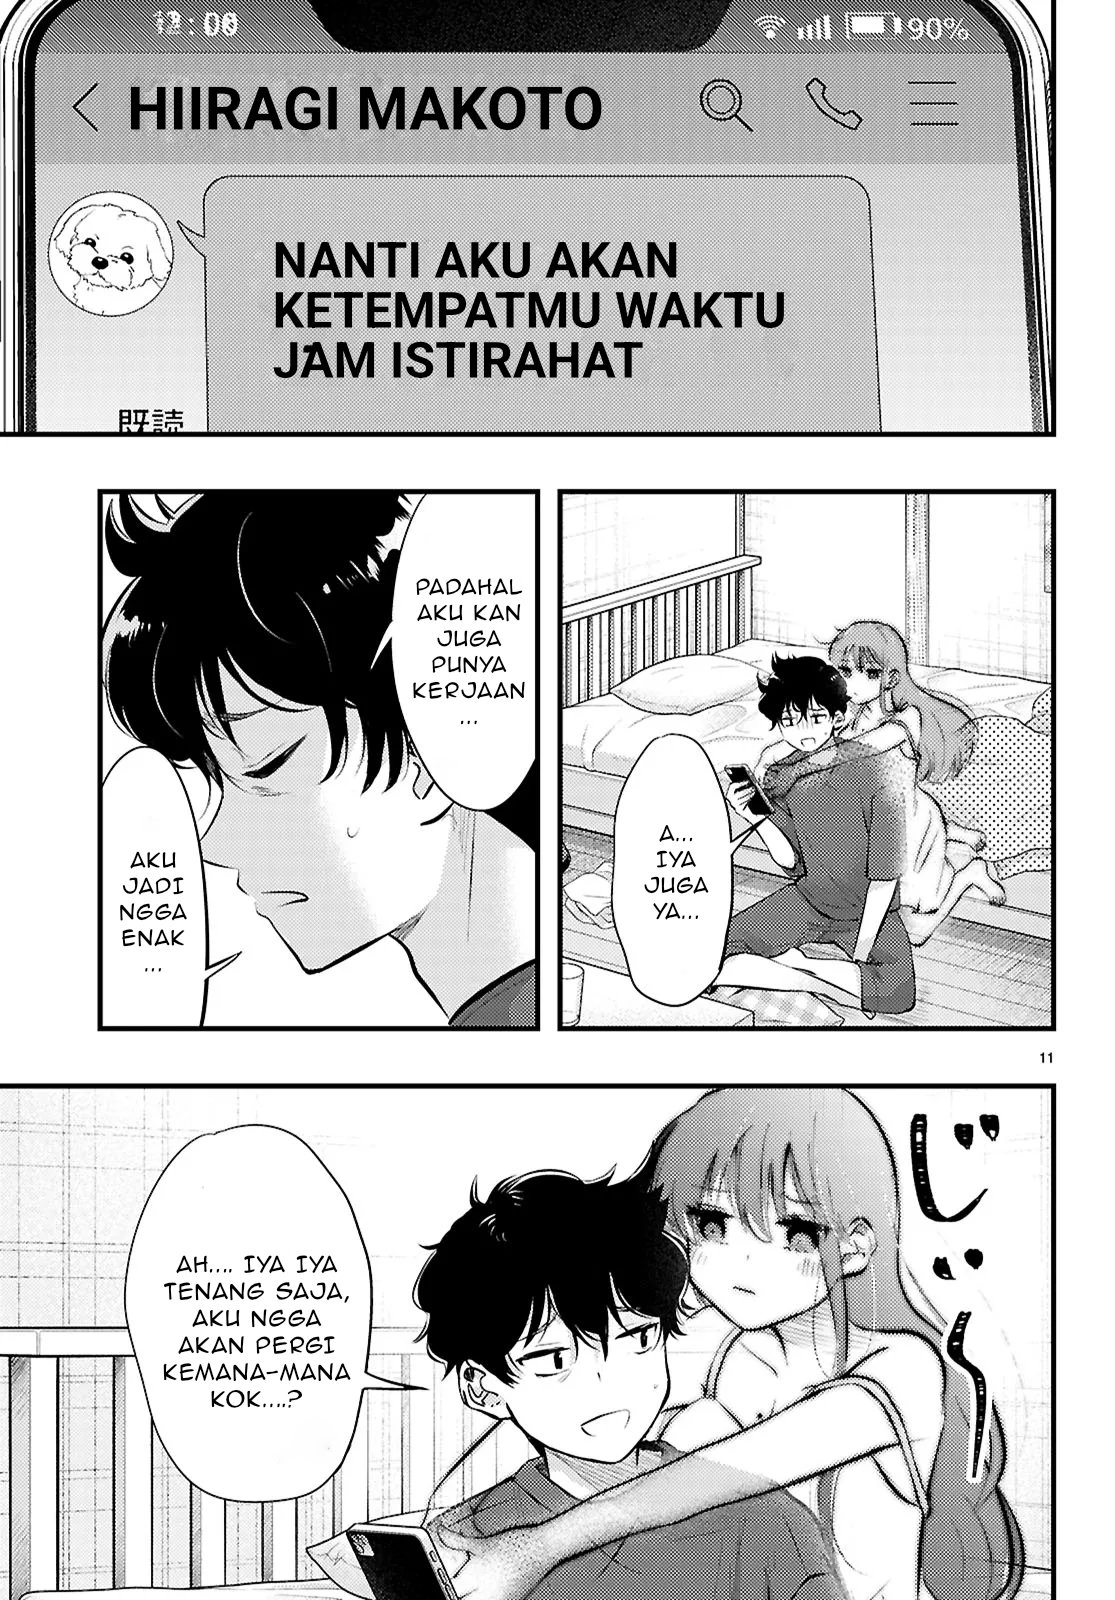 12:06
90%
HIIRAGI MAKOTO
NANTI AKU AKAN
KETEMPATMU WAKTU
JAM ISTIRAHAT
既読
A...
IYA
JUGA
YA...
PADAHAL
AKU KAN
JUGA
PUNYA
KERJAAN
...
AKU
JADI
NGGA
ENAK
...
11
じーっ
AH.... IYA IYA
TENANG SAJA,
AKU NGGA
AKAN PERGI
KEMANA-MANA
KOK....?